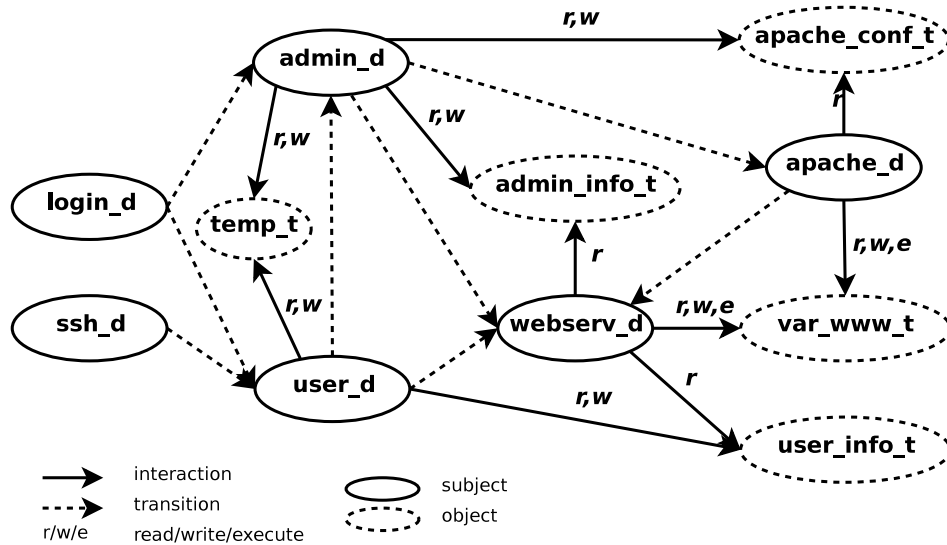 r,w
admin_d
apache_conf_t
r
r,w
r,w
apache_d
admin_info_t
login_d
temp_t
r,w,e
r
r,w
r,w,e
ssh_d
webserv_d
var_www_t
user_d
r
r,w
user_info_t
interaction
subject
transition
object
r/w/e
read/write/execute